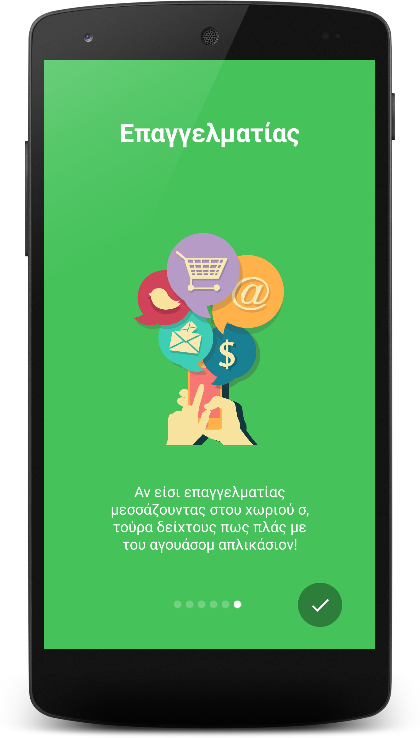 Επαγγελματίας
@
$
Αν είσι επαγγελματίας
μεσσάζουντας στου χωριού σ,
τούρα δείχτους πως πλάς με
του αγουάσομ απλικάσιον!